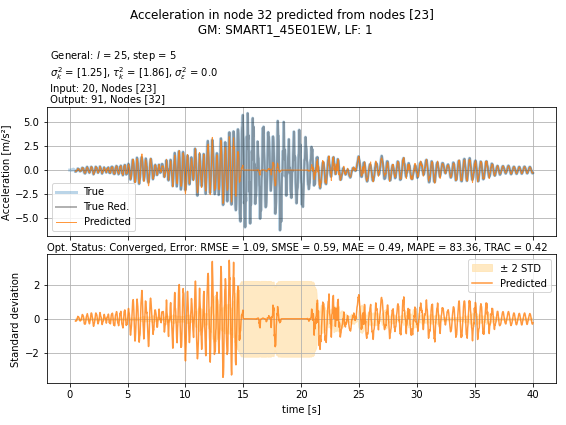 Acceleration in node 32 predicted from nodes [23]
GM: SMART1_45E01EW, LF: 1
General: l = 25, step = 5
σ²ₖ = [1.25], τ²ₖ = [1.86], σ²ε = 0.0
Input: 20, Nodes [23]
Output: 91, Nodes [32]
Acceleration [m/s²]
5.0
2.5
0.0
−2.5
−5.0
True
True Red.
Predicted
Opt. Status: Converged, Error: RMSE = 1.09, SMSE = 0.59, MAE = 0.49, MAPE = 83.36, TRAC = 0.42
Standard deviation
2
0
−2
± 2 STD
Predicted
0 5 10 15 20 25 30 35 40
time [s]